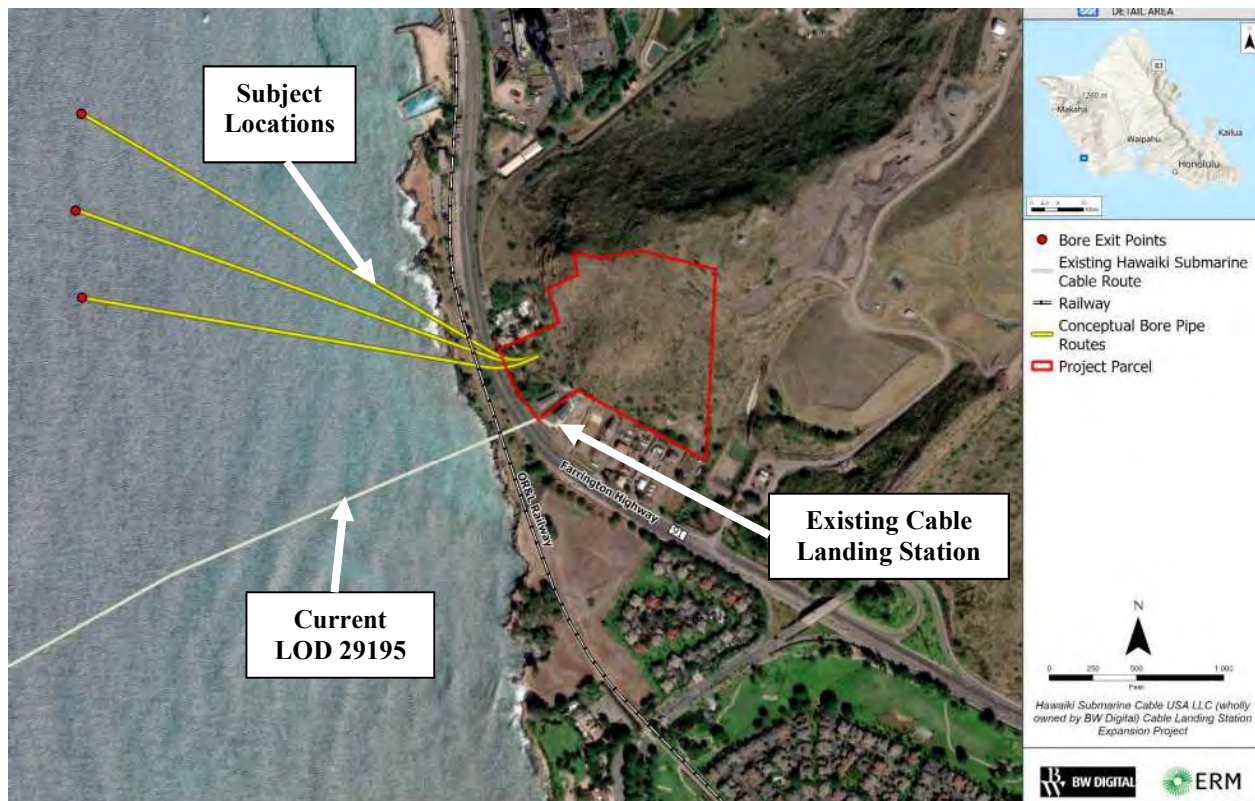 Subject
Locations
Current
LOD 29195
Existing Cable
Landing Station
OR&L Railway
Farrington Highway
DETAIL AREA
N
83
Makaha
Waipahu
Kailua
Honolulu
Bore Exit Points
Existing Hawaiki Submarine
Cable Route
Railway
Conceptual Bore Pipe
Routes
Project Parcel
N
0 250 500 1,000
Feet
Hawaiki Submarine Cable USA LLC (wholly
owned by BW Digital) Cable Landing Station
Expansion Project
BW DIGITAL
ERM